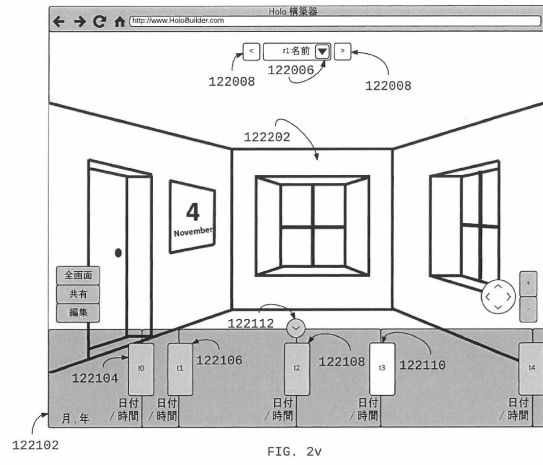 Holo 構築器
http://www.HoloBuilder.com
< r1:名前 >
122006
122008
122008
122202
4
November
全画面
共有
編集
+
-
122112
t0
t1
t2
t3
t4
122106
122108
122110
122104
日付
/ 時間
日付
/ 時間
日付
/ 時間
日付
/ 時間
日付
/ 時間
月,年
122102
FIG. 2v